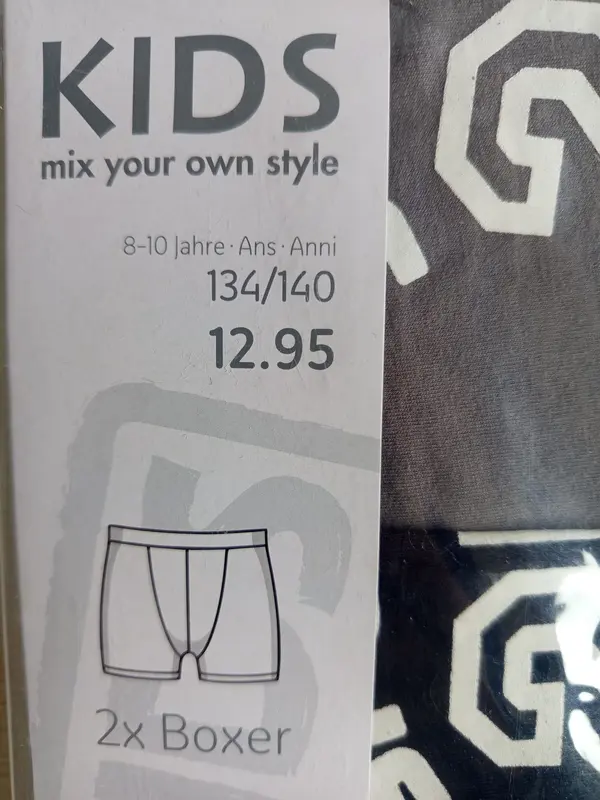 KIDS
mix your own style
8-10 Jahre · Ans · Anni
134/140
12.95
2x Boxer